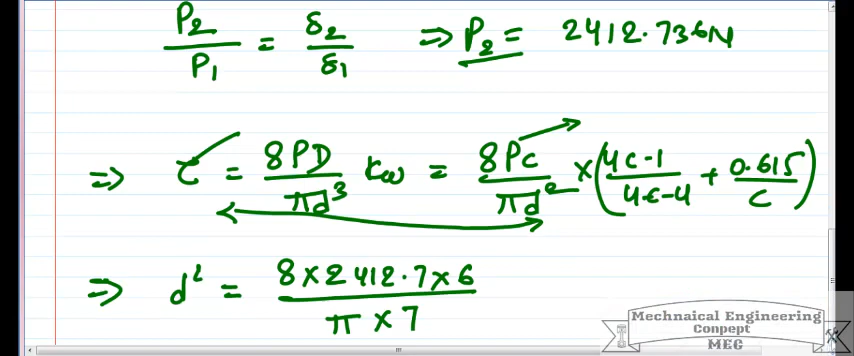 P₂/P₁ = δ₂/δ₁ ⇒ P₂ = 2412.736N
⇒ τ = 8PD/πd³ Kω = 8PC/πd² × (4C-1/4C-4 + 0.615/C)
⇒ d² = 8×2412.7×6/π×7
Mechnaical Engineering
Conpept
MEC